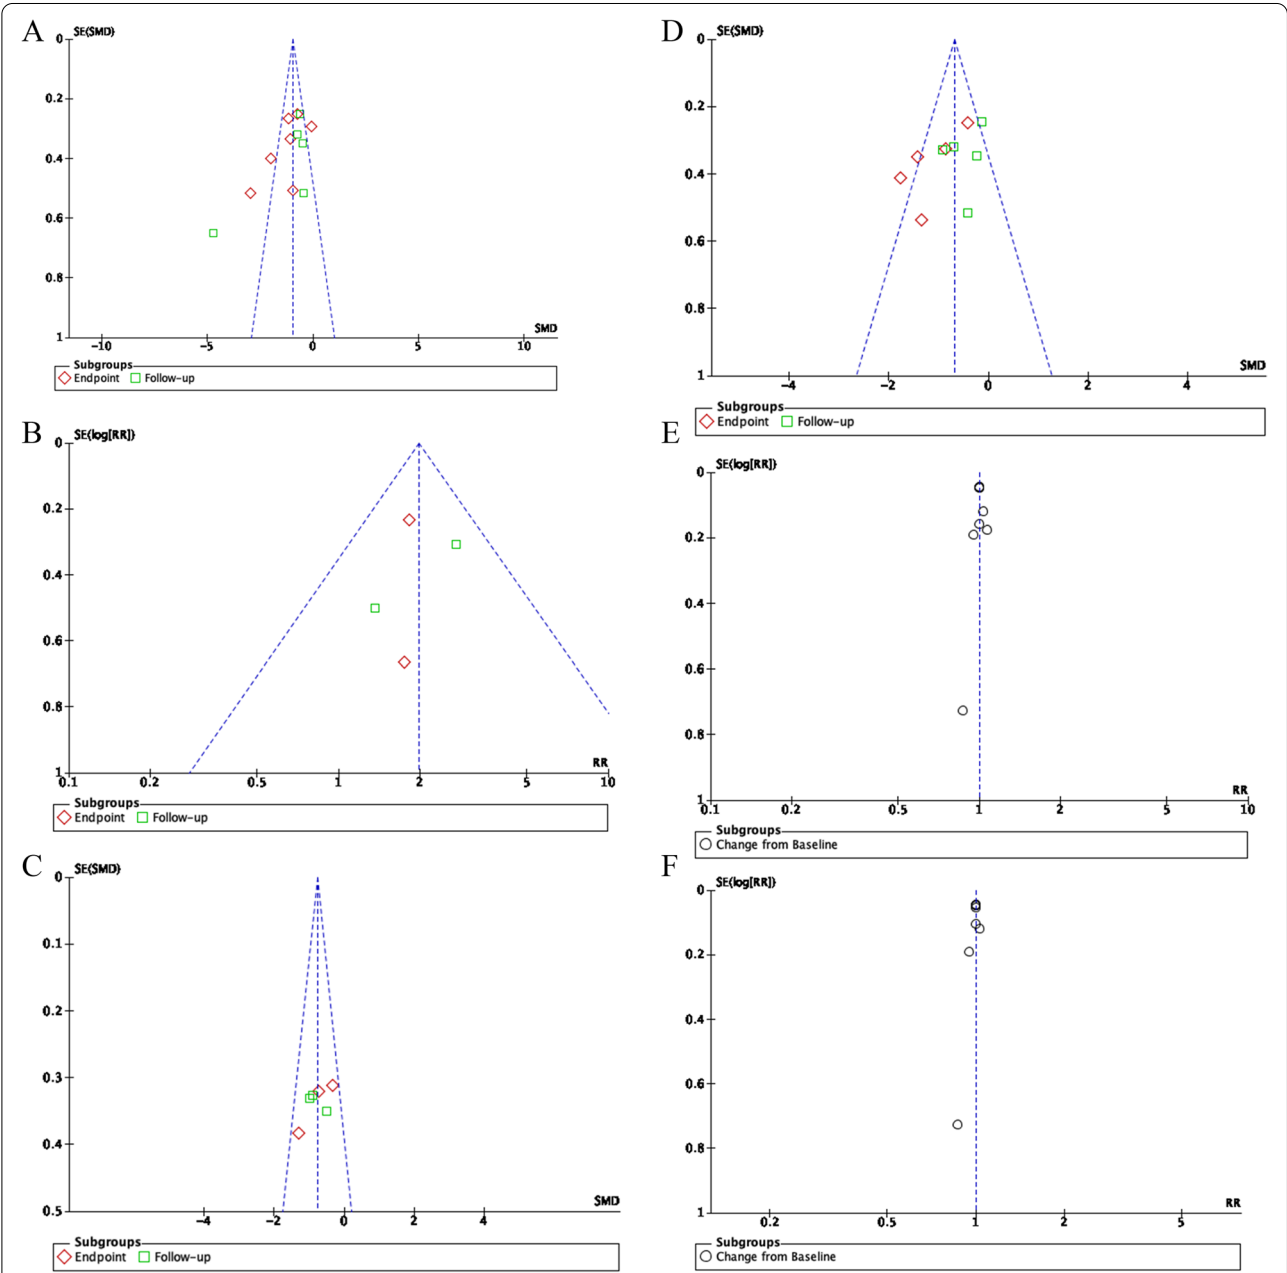 A
SE(SMD)
0
0.2
0.4
0.6
0.8
1
-10
-5
0
5
10
SMD
Subgroups
Endpoint
Follow-up
B
SE(log[RR])
0
0.2
0.4
0.6
0.8
1
0.1
0.2
0.5
1
2
5
10
RR
Subgroups
Endpoint
Follow-up
C
SE(SMD)
0
0.1
0.2
0.3
0.4
0.5
-4
-2
0
2
4
SMD
Subgroups
Endpoint
Follow-up
D
SE(SMD)
0
0.2
0.4
0.6
0.8
1
-4
-2
0
2
4
SMD
Subgroups
Endpoint
Follow-up
E
SE(log[RR])
0
0.2
0.4
0.6
0.8
1
0.1
0.2
0.5
1
2
5
10
RR
Subgroups
Change from Baseline
F
SE(log[RR])
0
0.2
0.4
0.6
0.8
1
0.2
0.5
1
2
5
RR
Subgroups
Change from Baseline